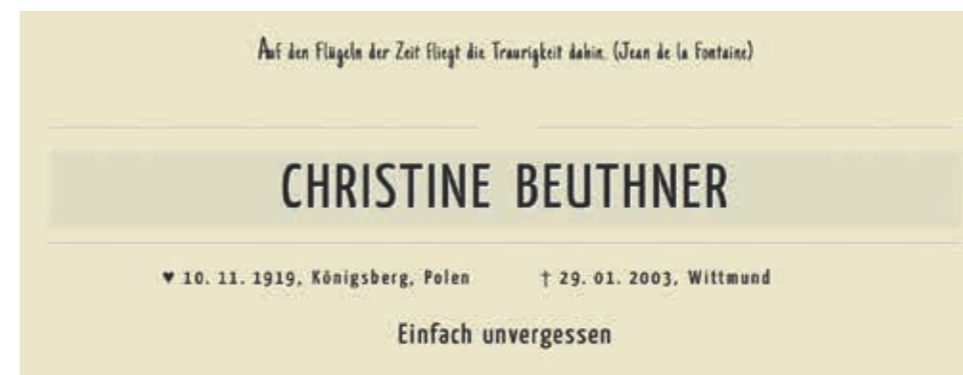 Auf den Flügeln der Zeit fliegt die Traurigkeit dahin. (Jean de la Fontaine)
CHRISTINE BEUTHNER
♥ 10. 11. 1919, Königsberg, Polen † 29. 01. 2003, Wittmund
Einfach unvergessen